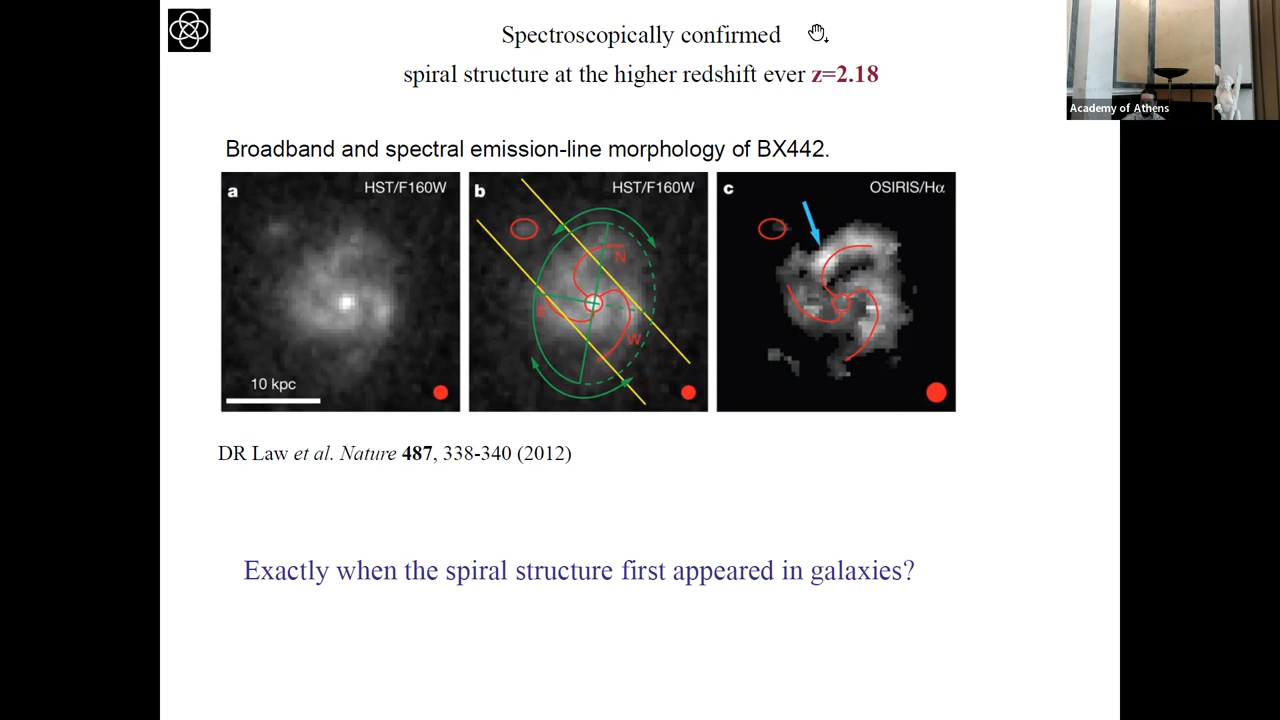 Spectroscopically confirmed
spiral structure at the higher redshift ever z=2.18
Academy of Athens
Broadband and spectral emission-line morphology of BX442.
a
HST/F160W
10 kpc
b
HST/F160W
N
E
W
c
OSIRIS/Hα
DR Law et al. Nature 487, 338-340 (2012)
Exactly when the spiral structure first appeared in galaxies?